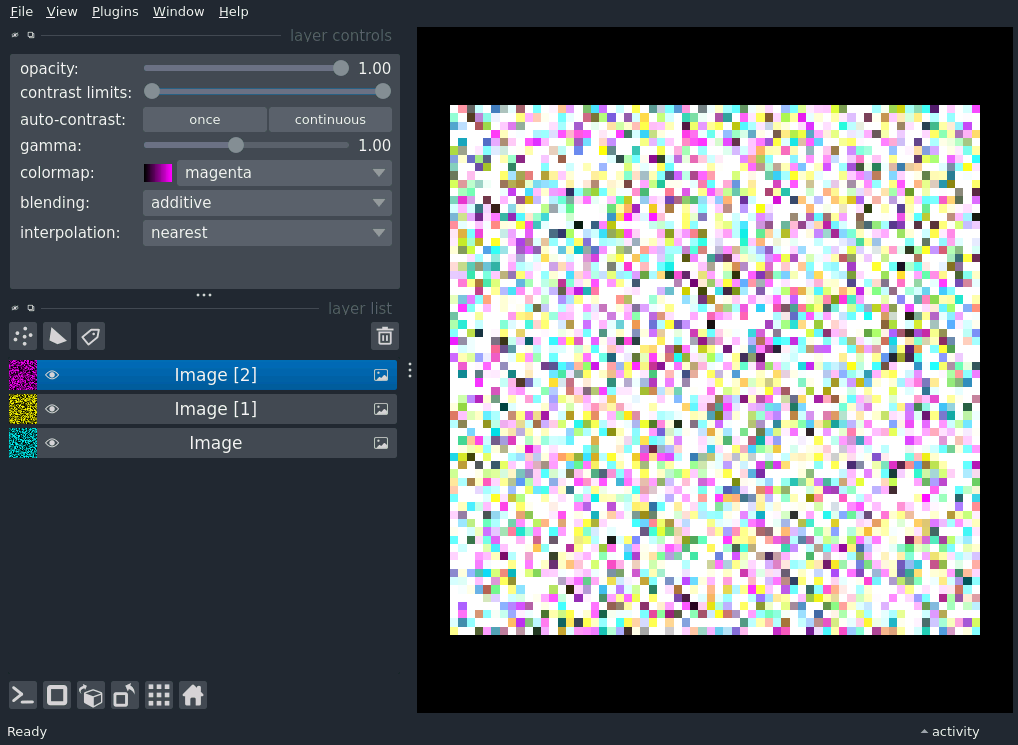 File View Plugins Window Help
layer controls
opacity: 1.00
contrast limits:
auto-contrast: once continuous
gamma: 1.00
colormap: magenta
blending: additive
interpolation: nearest
layer list
Image [2]
Image [1]
Image
Ready activity